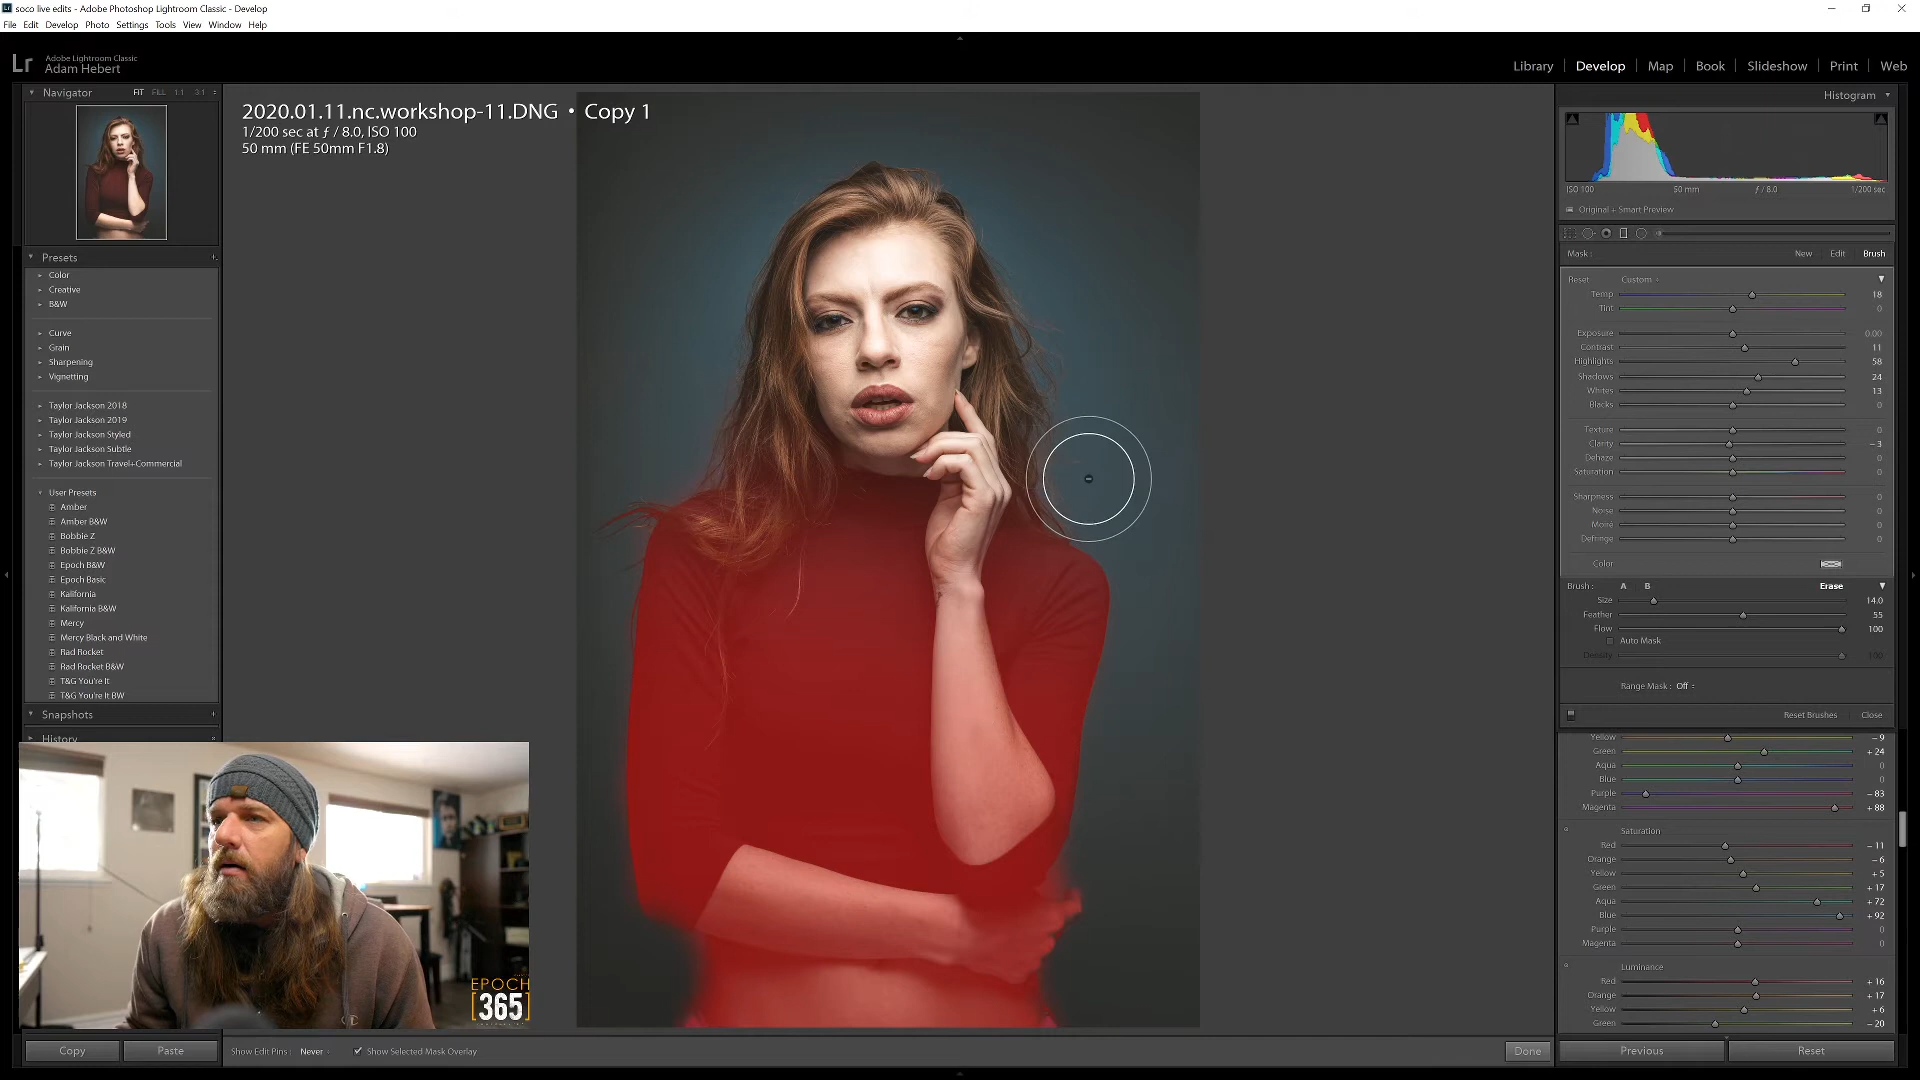 soco live edits - Adobe Photoshop Lightroom Classic - Develop
File Edit Develop Photo Settings Tools View Window Help
Lr Adobe Lightroom Classic
Adam Hebert
Library Develop Map Book Slideshow Print Web
Navigator FIT FILL 1:1 3:1
Presets
Color
Creative
B&W
Curve
Grain
Sharpening
Vignetting
Taylor Jackson 2018
Taylor Jackson 2019
Taylor Jackson Styled
Taylor Jackson Subtle
Taylor Jackson Travel+Commercial
User Presets
Amber
Amber B&W
Bobbie Z
Bobbie Z B&W
Epoch B&W
Epoch Basic
Kalifornia
Kalifornia B&W
Mercy
Mercy Black and White
Rad Rocket
Rad Rocket B&W
T&G You're It
T&G You're It BW
Snapshots
History
EPOCH
[365]
Copy Paste
2020.01.11.nc.workshop-11.DNG • Copy 1
1/200 sec at ƒ / 8.0, ISO 100
50 mm (FE 50mm F1.8)
Show Edit Pins : Never Show Selected Mask Overlay
Done
Histogram
ISO 100 50 mm ƒ / 8.0 1/200 sec
Original + Smart Preview
Mask : New Edit Brush
Reset Custom
Temp 18
Tint 0
Exposure 0.00
Contrast 11
Highlights 58
Shadows 24
Whites 13
Blacks 0
Texture 0
Clarity – 3
Dehaze 0
Saturation 0
Sharpness 0
Noise 0
Moiré 0
Defringe 0
Color
Brush : A B Erase
Size 14.0
Feather 55
Flow 100
Auto Mask
Density 100
Range Mask : Off
Reset Brushes Close
Yellow – 9
Green + 24
Aqua 0
Blue 0
Purple – 83
Magenta + 88
Saturation
Red – 11
Orange – 6
Yellow + 5
Green + 17
Aqua + 72
Blue + 92
Purple 0
Magenta 0
Luminance
Red + 16
Orange + 17
Yellow + 6
Green – 20
Previous Reset